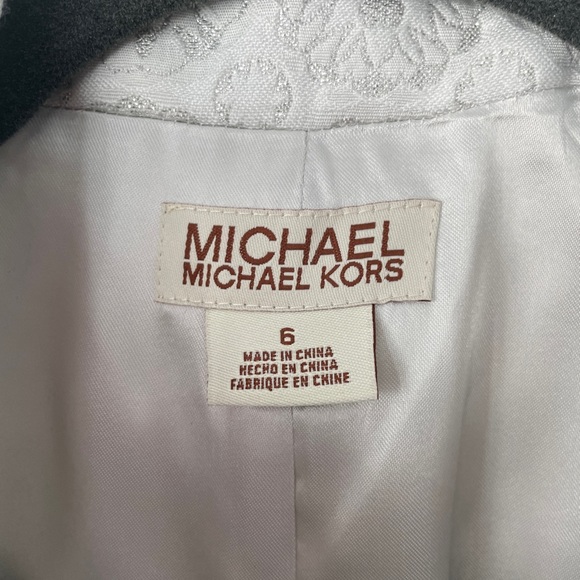 MICHAEL
MICHAEL KORS
6
MADE IN CHINA
HECHO EN CHINA
FABRIQUE EN CHINE